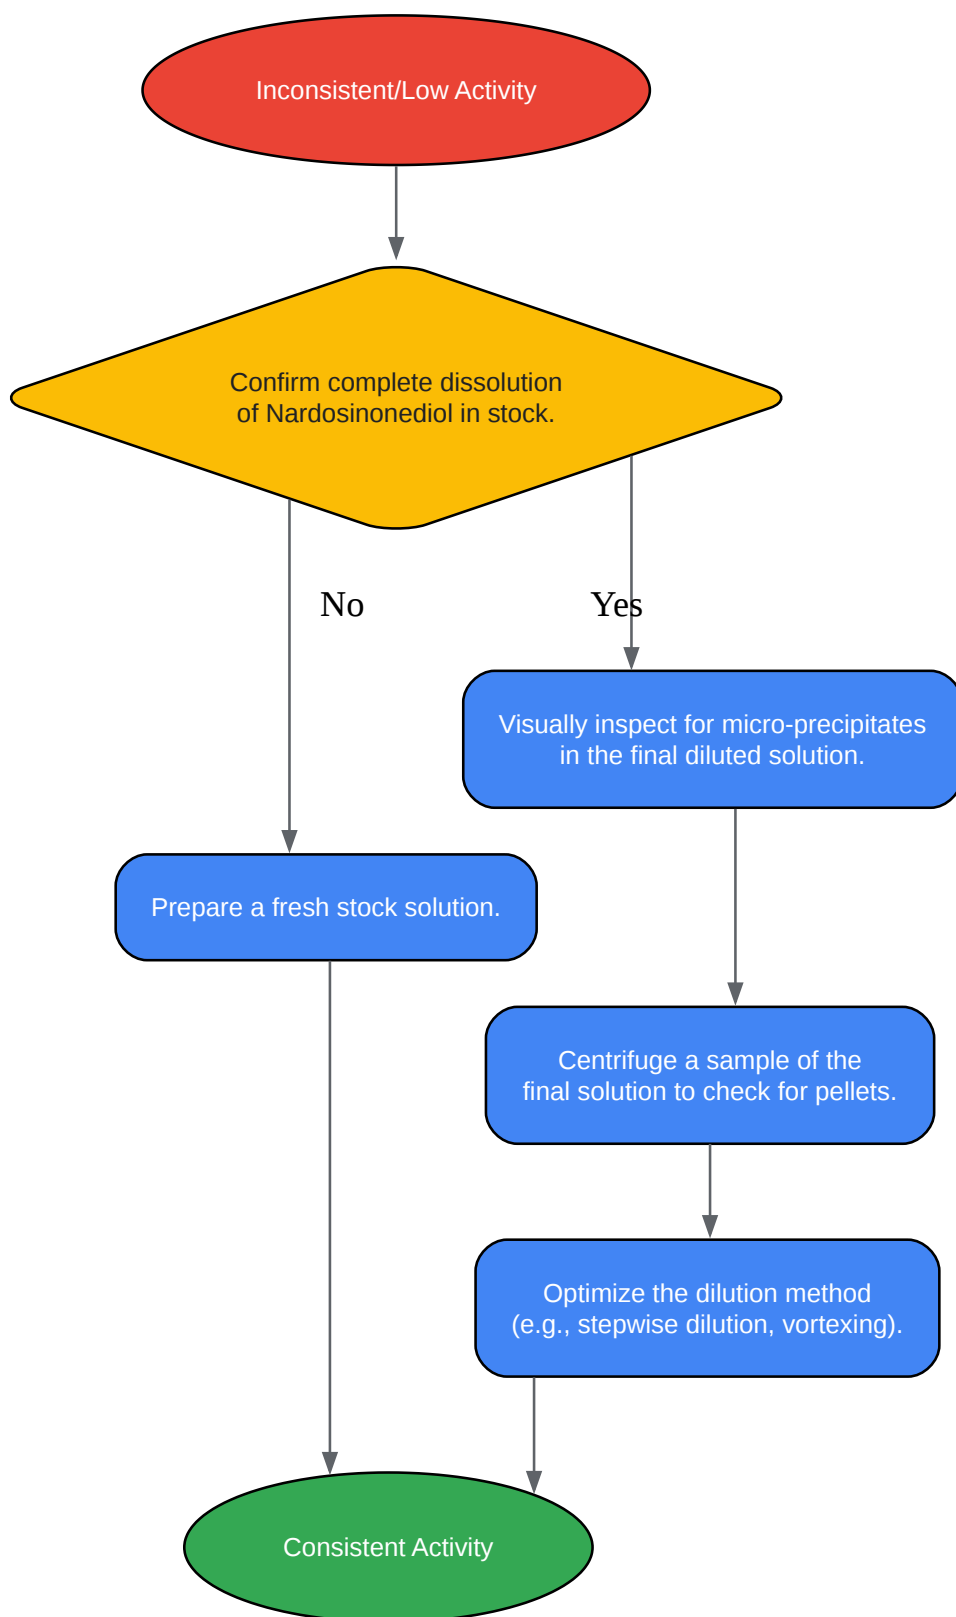 Inconsistent/Low Activity
Confirm complete dissolution
of Nardosinonediol in stock.
No
Yes
Visually inspect for micro-precipitates
in the final diluted solution.
Prepare a fresh stock solution.
Centrifuge a sample of the
final solution to check for pellets.
Optimize the dilution method
(e.g., stepwise dilution, vortexing).
Consistent Activity